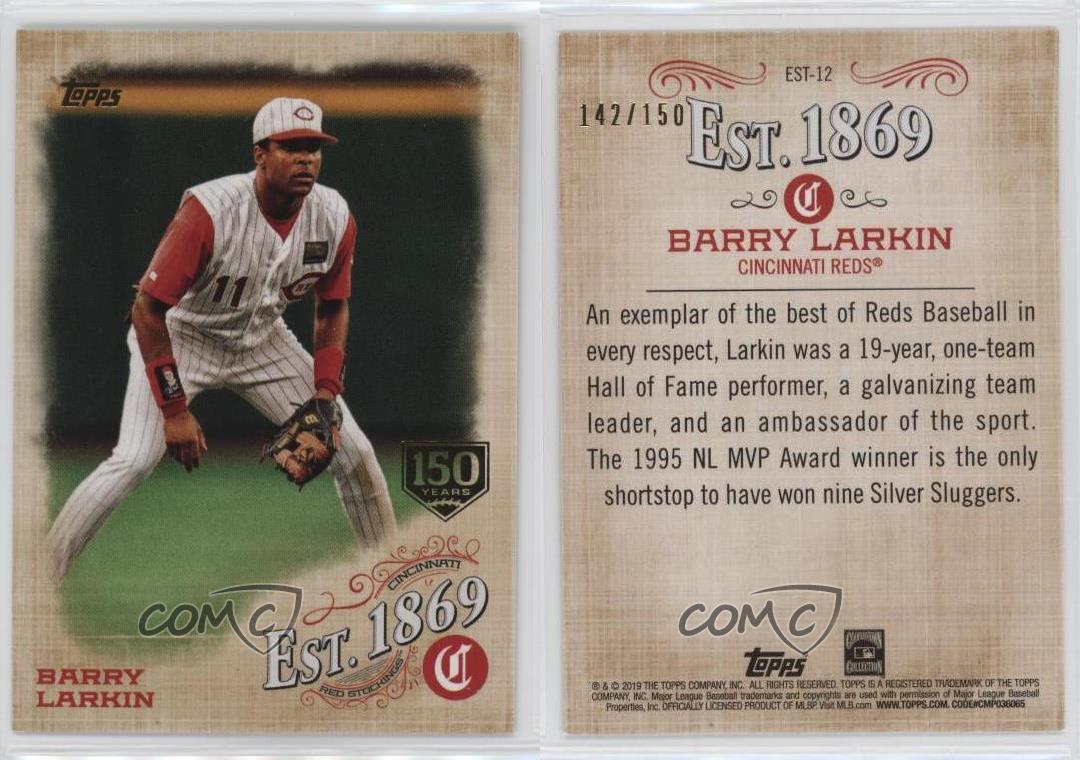 Topps
11
150
YEARS
CINCINNATI
EST. 1869
RED STOCKINGS
C
BARRY
LARKIN
COMC
EST-12
142/150
EST. 1869
C
BARRY LARKIN
CINCINNATI REDS®
An exemplar of the best of Reds Baseball in
every respect, Larkin was a 19-year, one-team
Hall of Fame performer, a galvanizing team
leader, and an ambassador of the sport.
The 1995 NL MVP Award winner is the only
shortstop to have won nine Silver Sluggers.
COMC
Topps
COOPERSTOWN
COLLECTION
® & © 2019 THE TOPPS COMPANY, INC. ALL RIGHTS RESERVED. TOPPS IS A REGISTERED TRADEMARK OF THE TOPPS
COMPANY, INC. Major League Baseball trademarks and copyrights are used with permission of Major League Baseball
Properties, Inc. OFFICIALLY LICENSED PRODUCT OF MLBP. Visit MLB.com WWW.TOPPS.COM. CODE#CMP036065